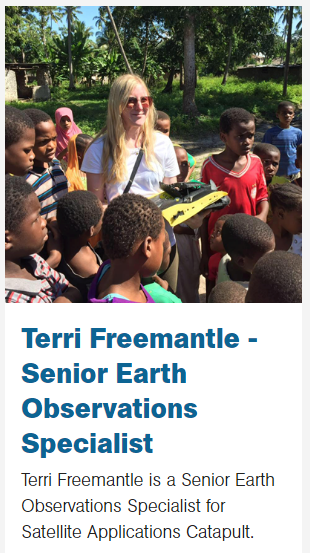 Terri Freemantle -
Senior Earth
Observations
Specialist
Terri Freemantle is a Senior Earth
Observations Specialist for
Satellite Applications Catapult.